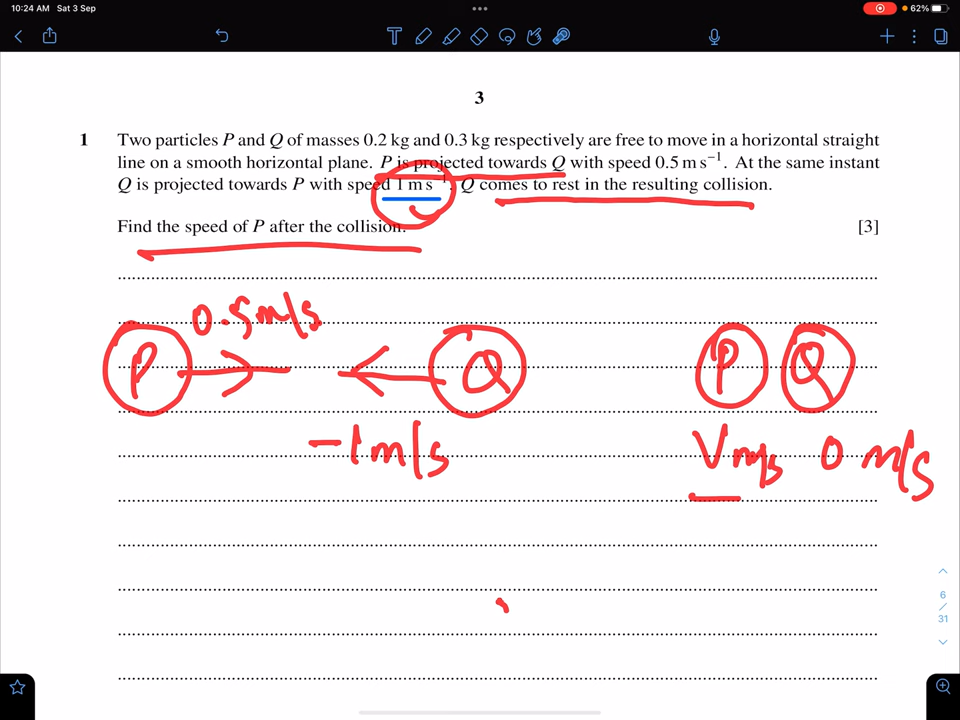 10:24 AM Sat 3 Sep
62%
3
1 Two particles P and Q of masses 0.2 kg and 0.3 kg respectively are free to move in a horizontal straight
line on a smooth horizontal plane. P is projected towards Q with speed 0.5 m s⁻¹. At the same instant
Q is projected towards P with speed 1 m s⁻¹. Q comes to rest in the resulting collision.
Find the speed of P after the collision. [3]
0.5 m/s
P Q P Q
-1 m/s V m/s 0 m/s
6
/
31